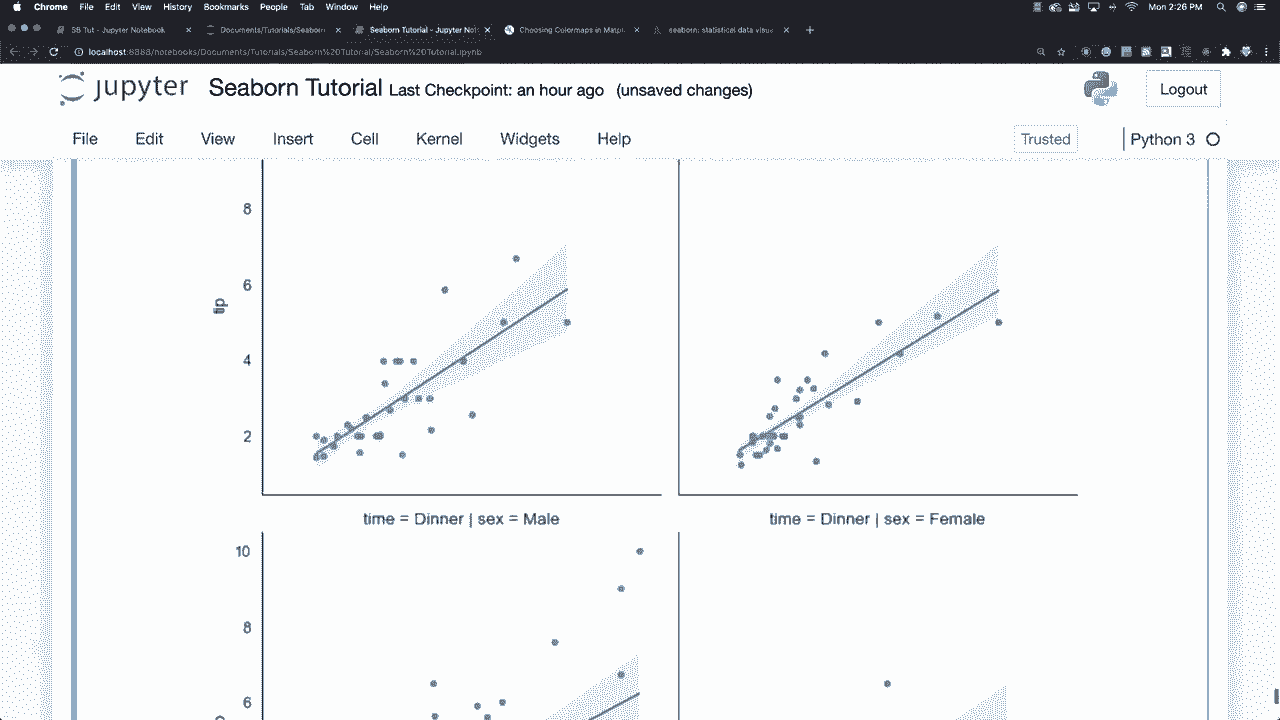 Chrome File Edit View History Bookmarks People Tab Window Help Mon 2:26 PM
SB Tut - Jupyter Notebook Documents/Tutorials/Seaborn Seaborn Tutorial - Jupyter Not Choosing Colormaps in Matpl seaborn: statistical data visua
localhost:8888/notebooks/Documents/Tutorials/Seaborn%20Tutorial/Seaborn%20Tutorial.ipynb
jupyter Seaborn Tutorial Last Checkpoint: an hour ago (unsaved changes) Logout
File Edit View Insert Cell Kernel Widgets Help Trusted Python 3
8
6
tip
4
2
time = Dinner | sex = Male time = Dinner | sex = Female
10
8
6